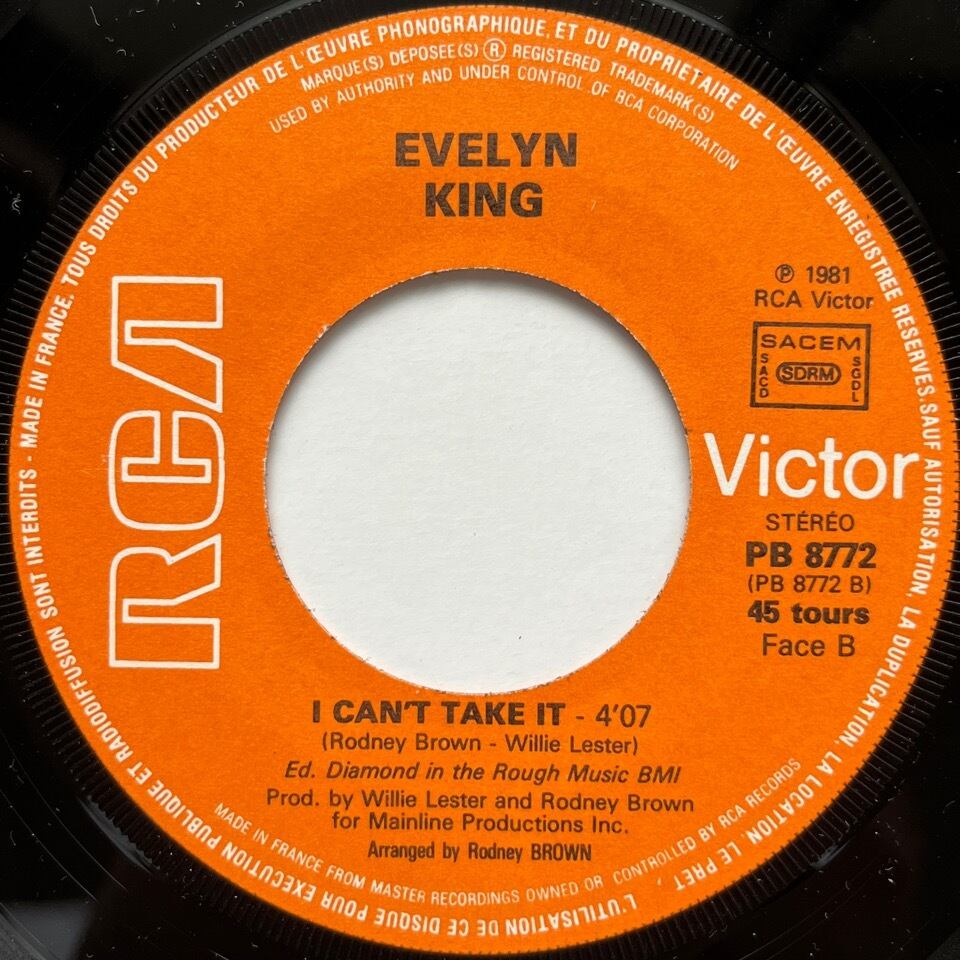 MADE IN FRANCE. TOUS DROITS DU PRODUCTEUR DE L'ŒUVRE PHONOGRAPHIQUE, ET DU PROPRIETAIRE DE L'ŒUVRE ENREGISTREE RESERVES. SAUF AUTORISATION, LA DUPLICATION, LA LOCATION, LE PRET, L'UTILISATION DE CE DISQUE POUR EXECUTION PUBLIQUE ET RADIODIFFUSION SONT INTERDITS -
MARQUE(S) DEPOSEE(S) ® REGISTERED TRADEMARK(S)
USED BY AUTHORITY AND UNDER CONTROL OF RCA CORPORATION
EVELYN
KING
RCA
℗ 1981
RCA Victor
SACEM
SACD
SDRM
SGDL
Victor
STÉRÉO
PB 8772
(PB 8772 B)
45 tours
Face B
I CAN'T TAKE IT - 4'07
(Rodney Brown - Willie Lester)
Ed. Diamond in the Rough Music BMI
Prod. by Willie Lester and Rodney Brown
for Mainline Productions Inc.
Arranged by Rodney BROWN
MADE IN FRANCE FROM MASTER RECORDINGS OWNED OR CONTROLLED BY RCA RECORDS